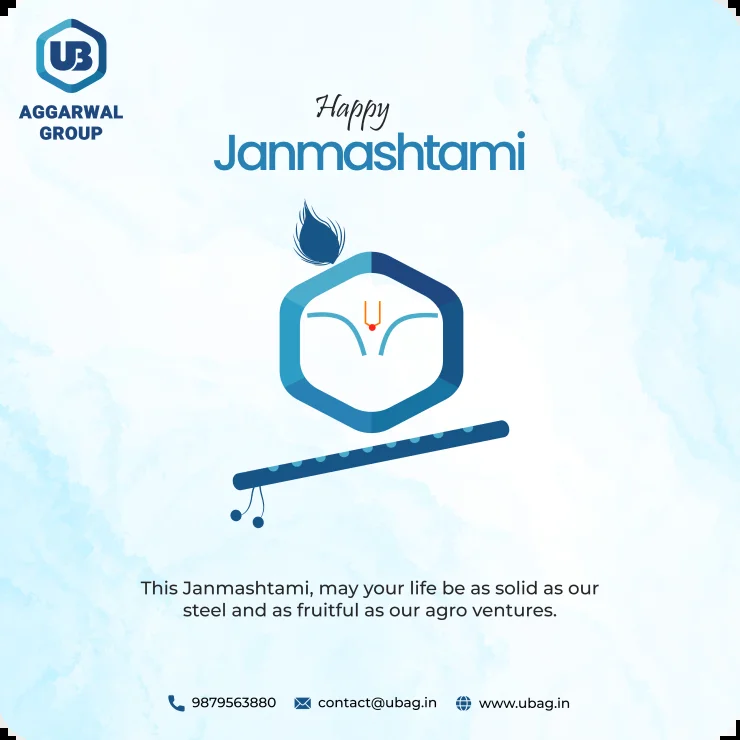 UB
AGGARWAL
GROUP
Happy
Janmashtami
This Janmashtami, may your life be as solid as our
steel and as fruitful as our agro ventures.
9879563880 contact@ubag.in www.ubag.in